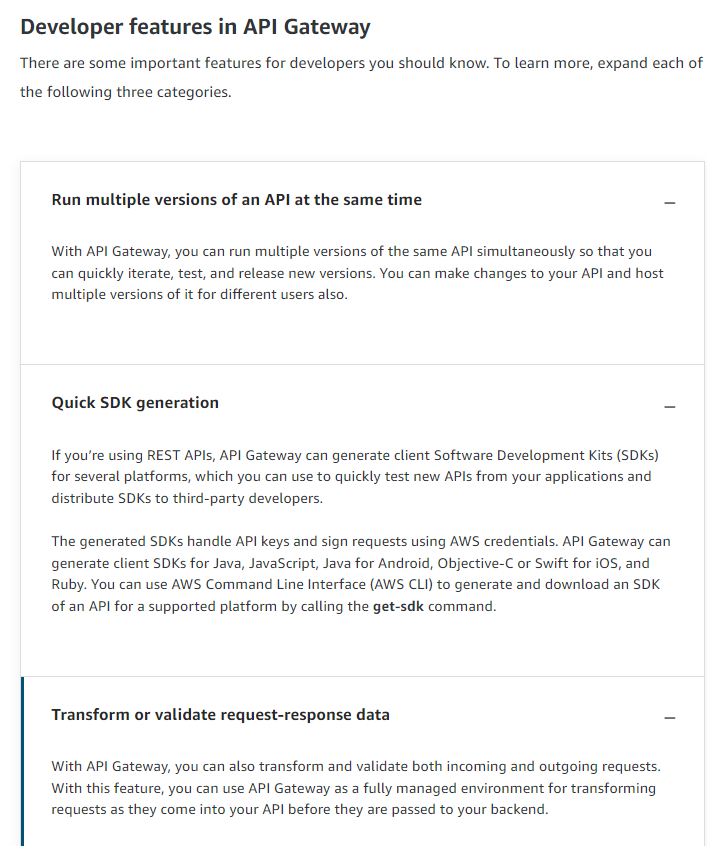 Developer features in API Gateway
There are some important features for developers you should know. To learn more, expand each of
the following three categories.
Run multiple versions of an API at the same time
With API Gateway, you can run multiple versions of the same API simultaneously so that you
can quickly iterate, test, and release new versions. You can make changes to your API and host
multiple versions of it for different users also.
Quick SDK generation
If you’re using REST APIs, API Gateway can generate client Software Development Kits (SDKs)
for several platforms, which you can use to quickly test new APIs from your applications and
distribute SDKs to third-party developers.
The generated SDKs handle API keys and sign requests using AWS credentials. API Gateway can
generate client SDKs for Java, JavaScript, Java for Android, Objective-C or Swift for iOS, and
Ruby. You can use AWS Command Line Interface (AWS CLI) to generate and download an SDK
of an API for a supported platform by calling the get-sdk command.
Transform or validate request-response data
With API Gateway, you can also transform and validate both incoming and outgoing requests.
With this feature, you can use API Gateway as a fully managed environment for transforming
requests as they come into your API before they are passed to your backend.